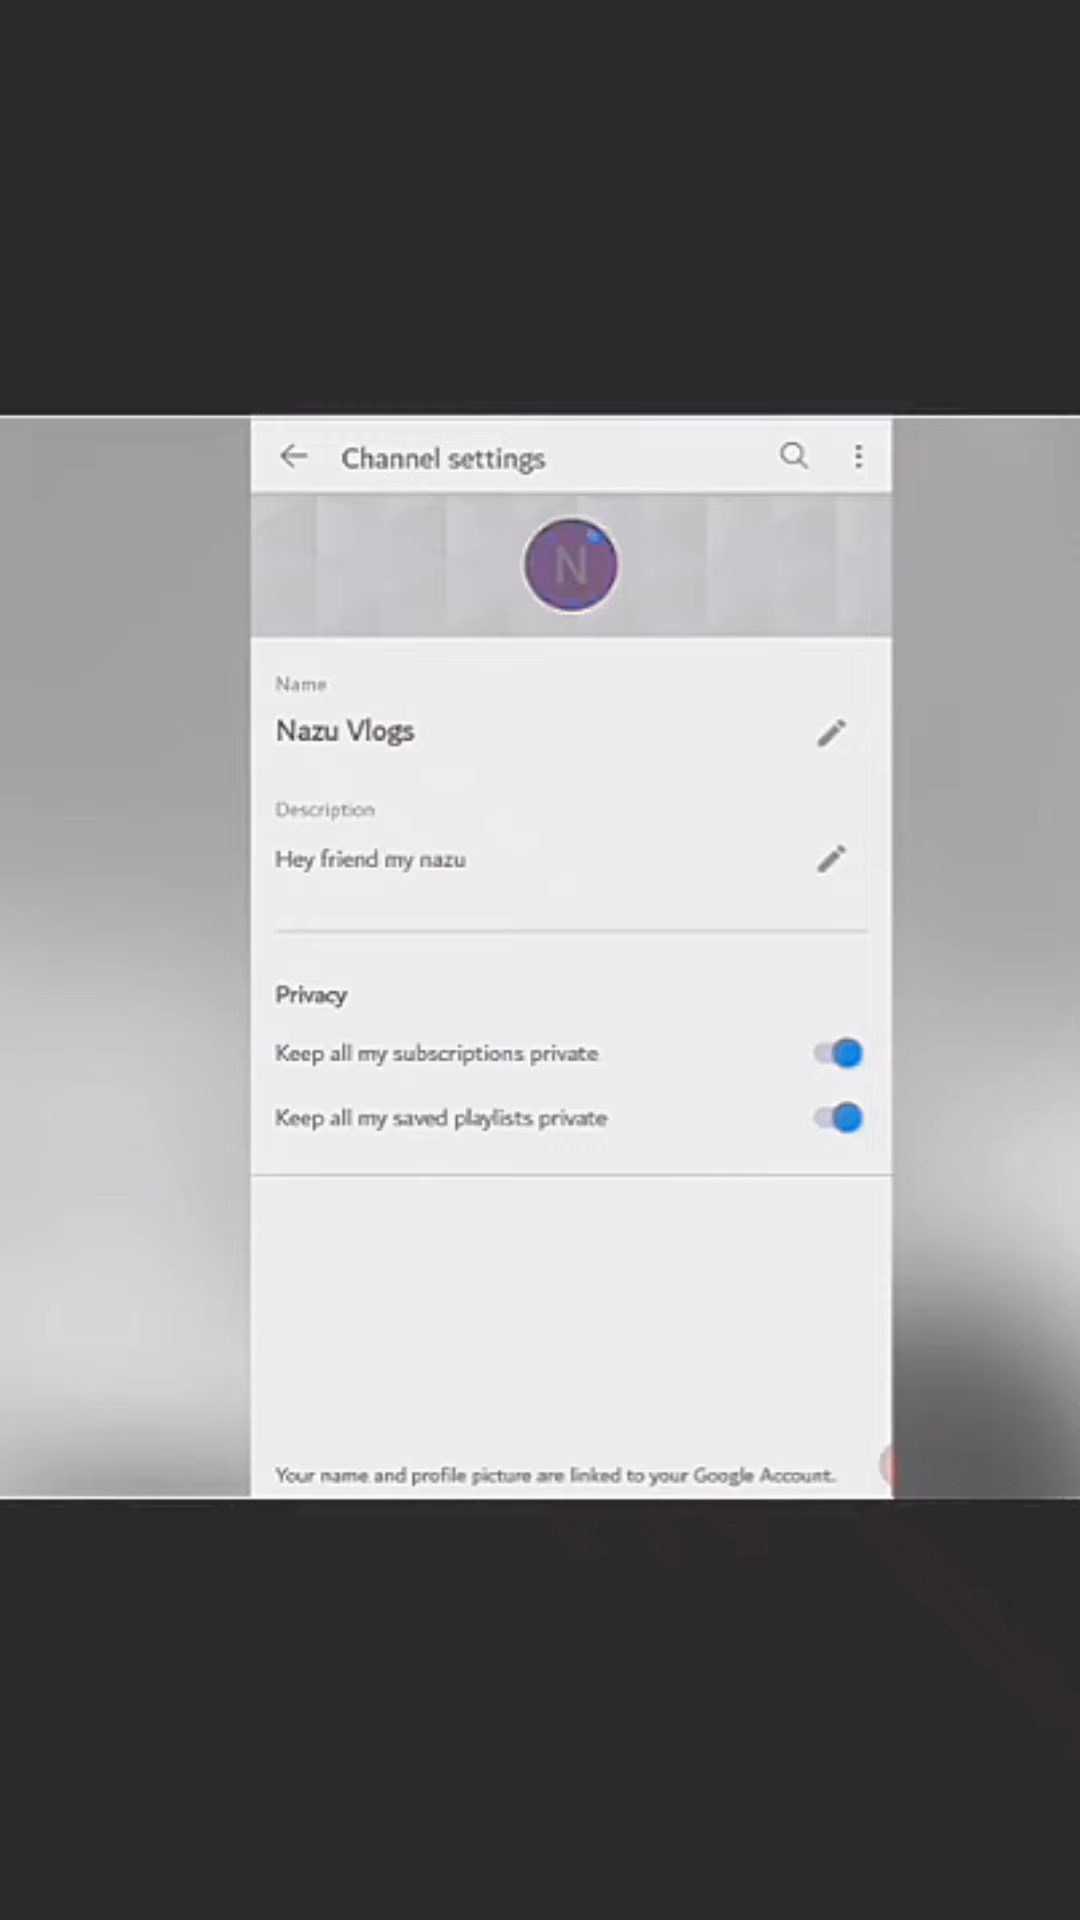 Channel settings
N
Name
Nazu Vlogs
Description
Hey friend my nazu
Privacy
Keep all my subscriptions private
Keep all my saved playlists private
Your name and profile picture are linked to your Google Account.